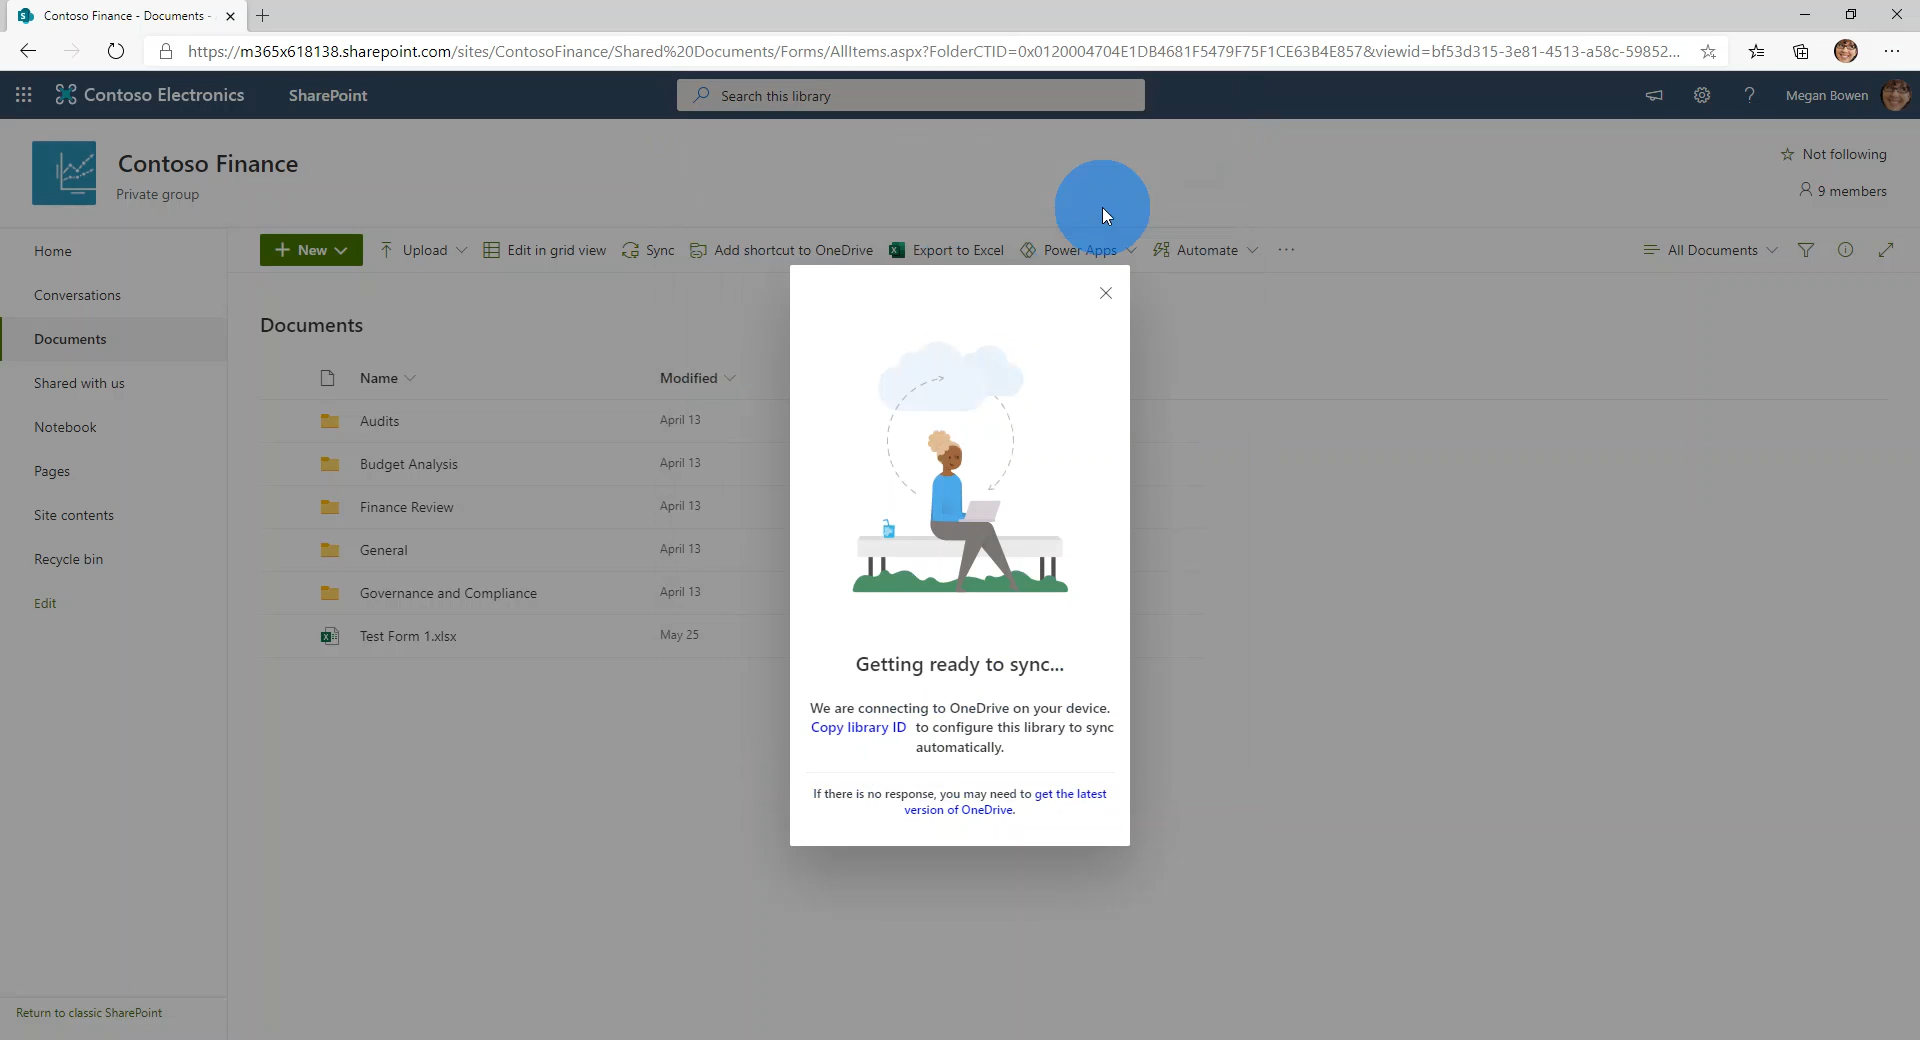 Contoso Finance - Documents -
https://m365x618138.sharepoint.com/sites/ContosoFinance/Shared%20Documents/Forms/AllItems.aspx?FolderCTID=0x0120004704E1DB4681F5479F75F1CE63B4E857&viewid=bf53d315-3e81-4513-a58c-59852...
Contoso Electronics SharePoint Search this library Megan Bowen
Contoso Finance
Private group
Not following
9 members
New Upload Edit in grid view Sync Add shortcut to OneDrive Export to Excel Power Apps Automate ... All Documents
Home
Conversations
Documents
Shared with us
Notebook
Pages
Site contents
Recycle bin
Edit
Return to classic SharePoint
Documents
Name Modified
Audits April 13
Budget Analysis April 13
Finance Review April 13
General April 13
Governance and Compliance April 13
Test Form 1.xlsx May 25
Getting ready to sync...
We are connecting to OneDrive on your device.
Copy library ID to configure this library to sync
automatically.
If there is no response, you may need to get the latest
version of OneDrive.